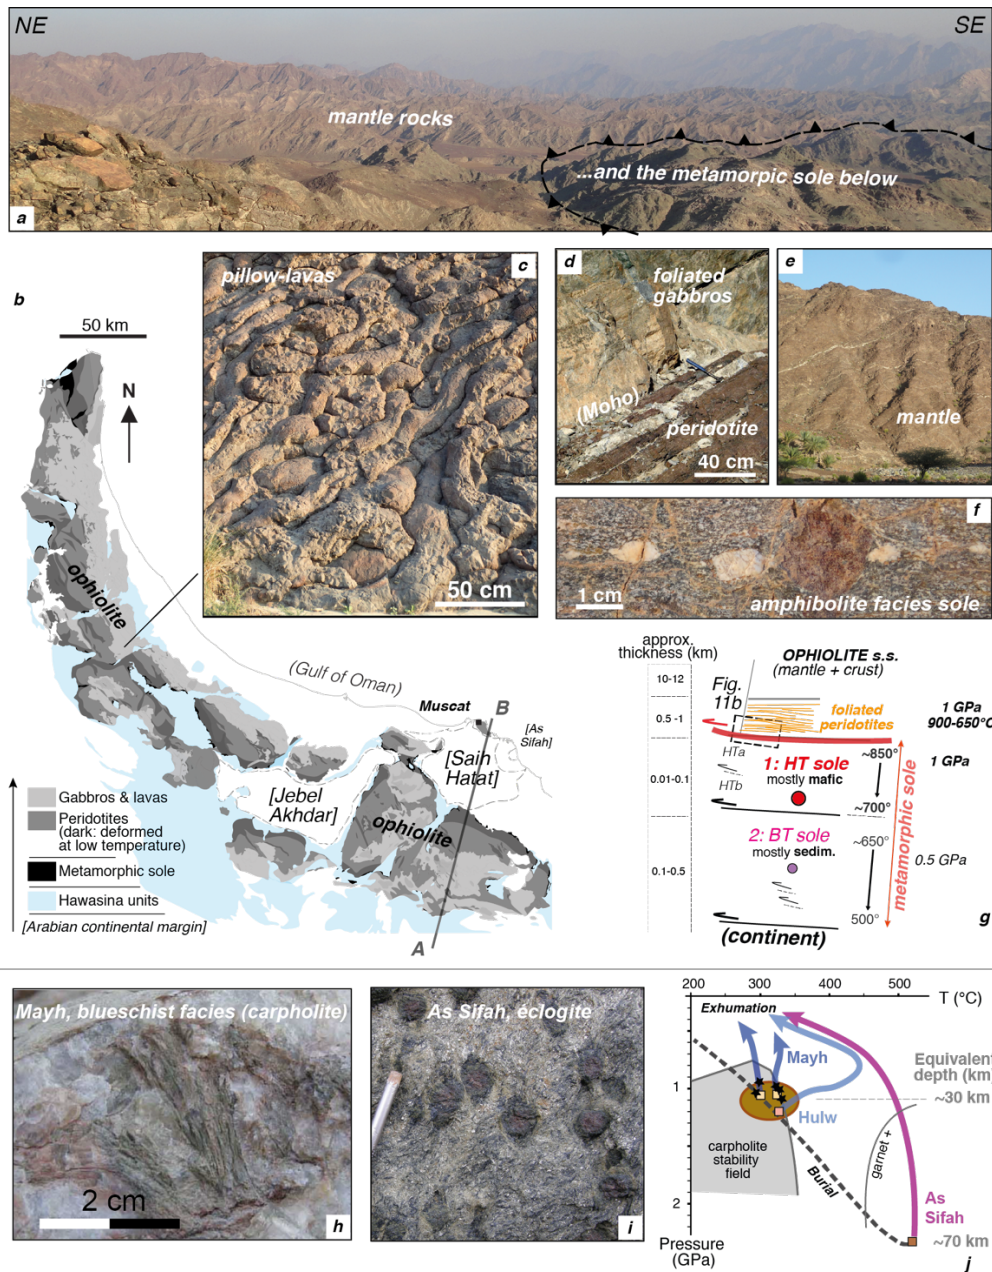 NE
SE
mantle rocks
...and the metamorpic sole below
a
b
50 km
N
pillow-lavas
c
50 cm
d
foliated
gabbros
(Moho)
peridotite
40 cm
e
mantle
f
1 cm
amphibolite facies sole
ophiolite
(Gulf of Oman)
Muscat
B
[As
Sifah]
[Saih
Hatat]
[Jebel
Akhdar]
ophiolite
A
Gabbros & lavas
Peridotites
(dark: deformed
at low temperature)
Metamorphic sole
Hawasina units
[Arabian continental margin]
approx.
thickness (km)
10-12
0.5 -1
0.01-0.1
0.1-0.5
OPHIOLITE s.s.
(mantle + crust)
Fig.
11b
foliated
peridotites
1 GPa
900-650°C
HTa
HTb
1: HT sole
mostly mafic
~850°
~700°
1 GPa
2: BT sole
mostly sedim.
~650°
500°
0.5 GPa
metamorphic sole
(continent)
g
Mayh, blueschist facies (carpholite)
2 cm
h
As Sifah, éclogite
i
200
300
400
500
T (°C)
Exhumation
Mayh
Hulw
Equivalent
depth (km)
1
~30 km
carpholite
stability
field
garnet +
Burial
As
Sifah
2
~70 km
Pressure
(GPa)
j